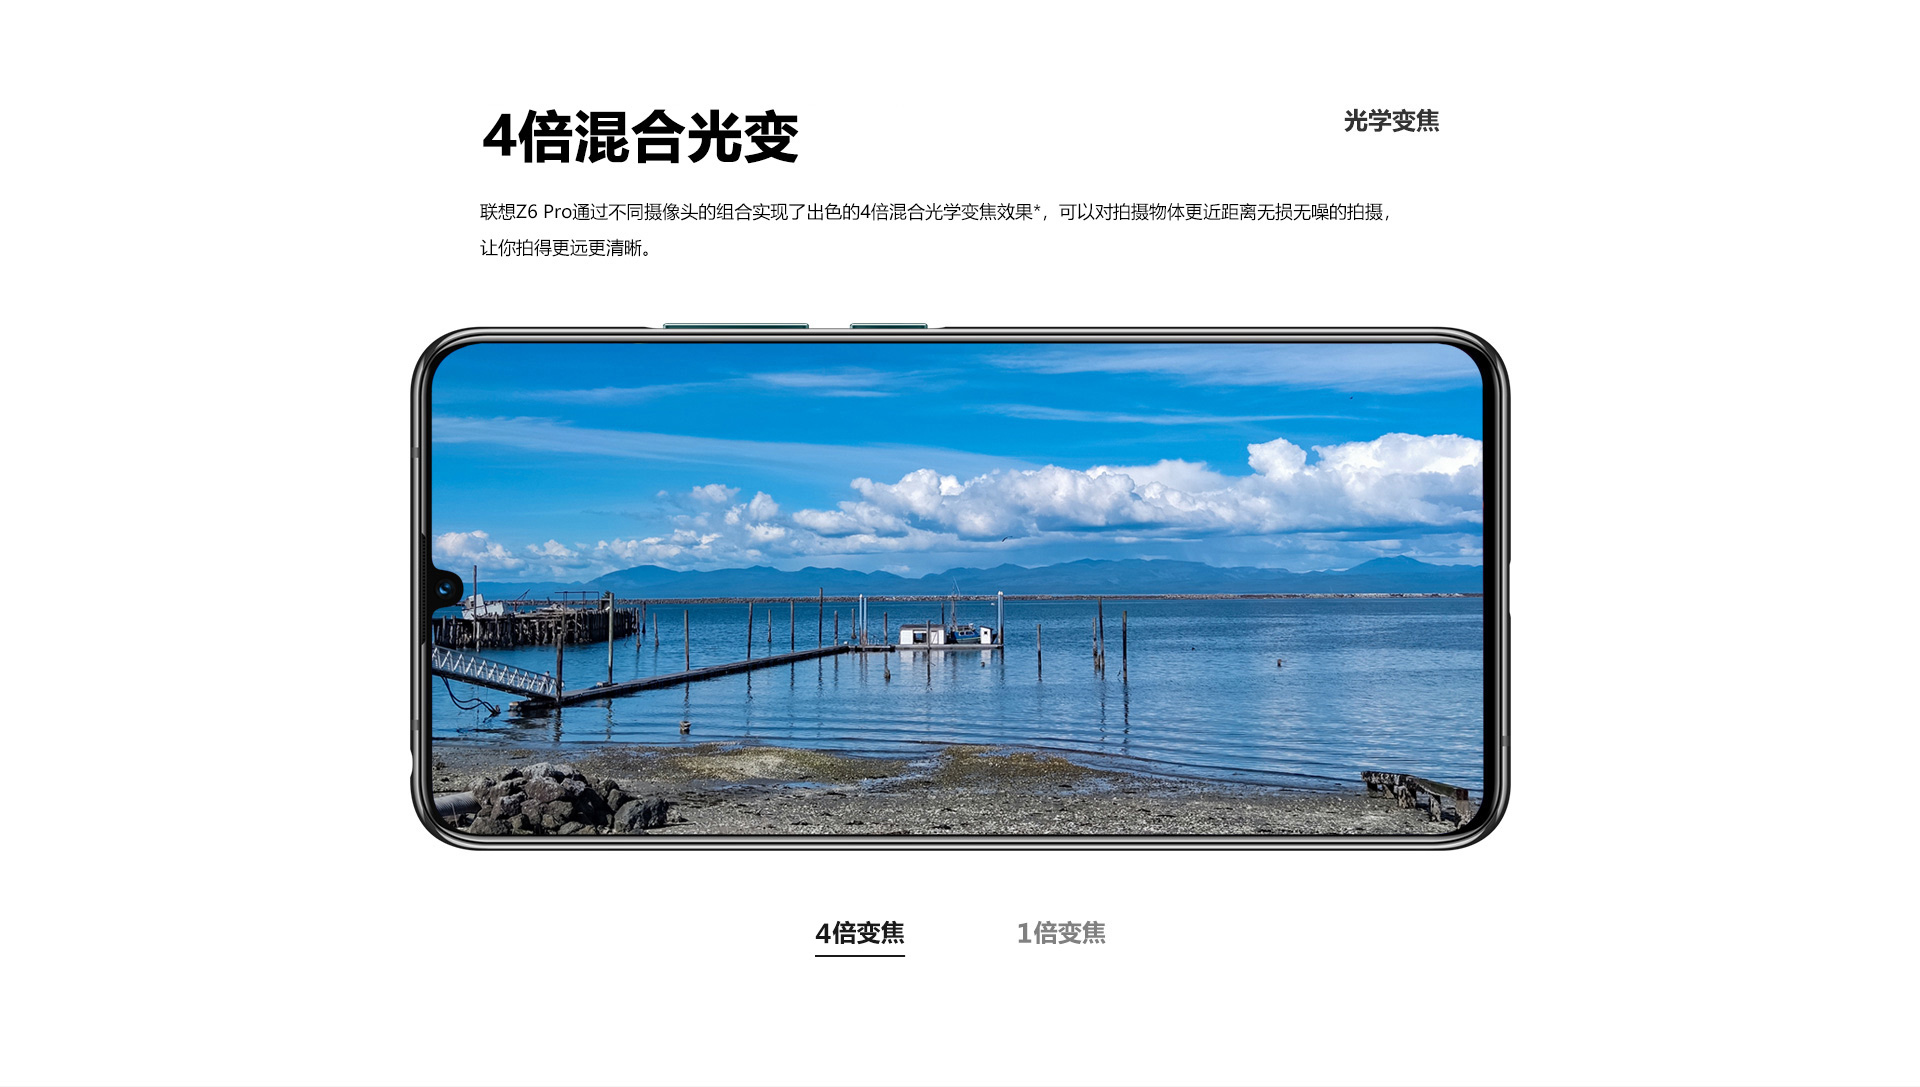 4倍混合光变
光学变焦
联想Z6 Pro通过不同摄像头的组合实现了出色的4倍混合光学变焦效果*，可以对拍摄物体更近距离无损无噪的拍摄，
让你拍得更远更清晰。
4倍变焦
1倍变焦